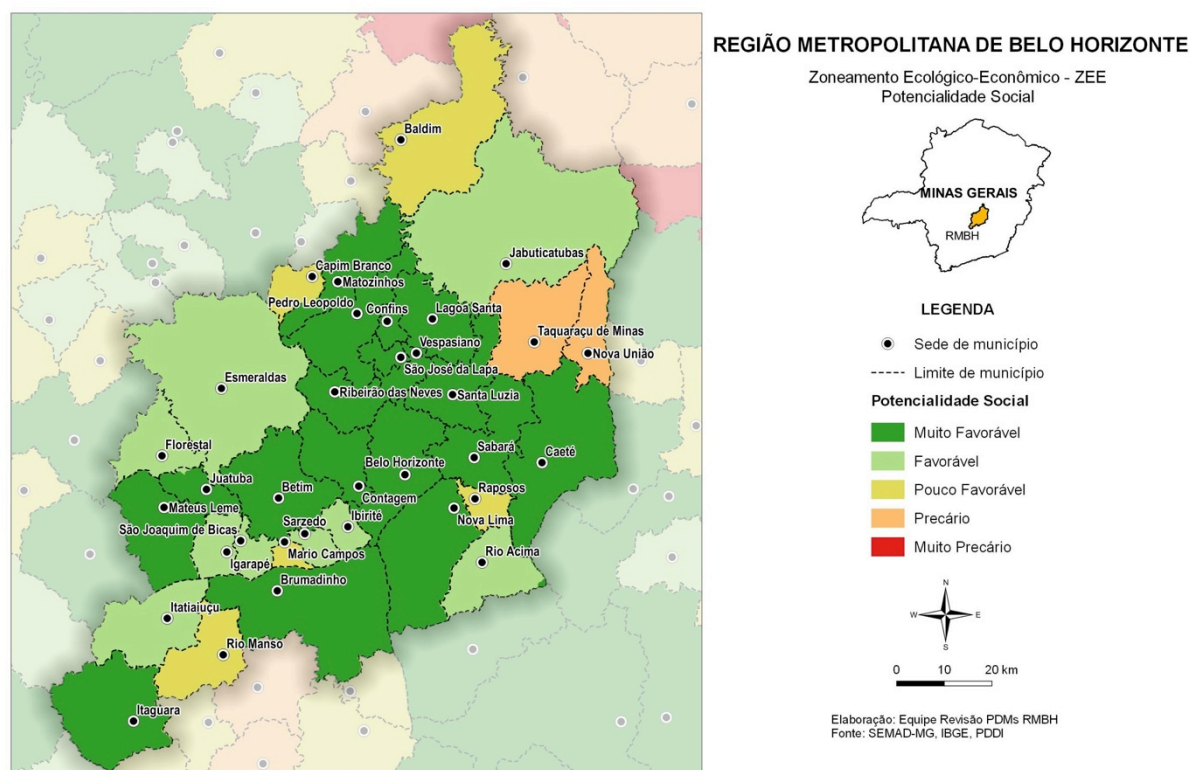 REGIÃO METROPOLITANA DE BELO HORIZONTE
Zoneamento Ecológico-Econômico - ZEE
Potencialidade Social
MINAS GERAIS
RMBH
LEGENDA
Sede de município
Limite de município
Potencialidade Social
Muito Favorável
Favorável
Pouco Favorável
Precário
Muito Precário
N
W
E
S
0 10 20 km
Elaboração: Equipe Revisão PDMs RMBH
Fonte: SEMAD-MG, IBGE, PDDI
Baldim
Jabuticatubas
Capim Branco
Matozinhos
Pedro Leopoldo
Confins
Lagoa Santa
Taquaraçu de Minas
Vespasiano
Nova União
São José da Lapa
Esmeraldas
Ribeirão das Neves
Santa Luzia
Florestal
Sabará
Caeté
Belo Horizonte
Juatuba
Betim
Contagem
Raposos
Mateus Leme
Nova Lima
São Joaquim de Bicas
Sarzedo
Ibirité
Igarapé
Mario Campos
Rio Acima
Brumadinho
Itatiaiuçu
Rio Manso
Itaguara